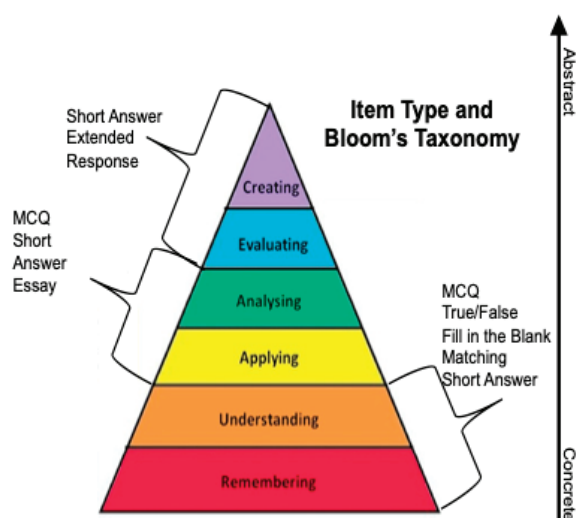 Item Type and
Bloom's Taxonomy
Abstract
Short Answer
Extended
Response
Creating
MCQ
Short
Answer
Essay
Evaluating
Analysing
MCQ
True/False
Fill in the Blank
Matching
Short Answer
Applying
Understanding
Remembering
Concrete